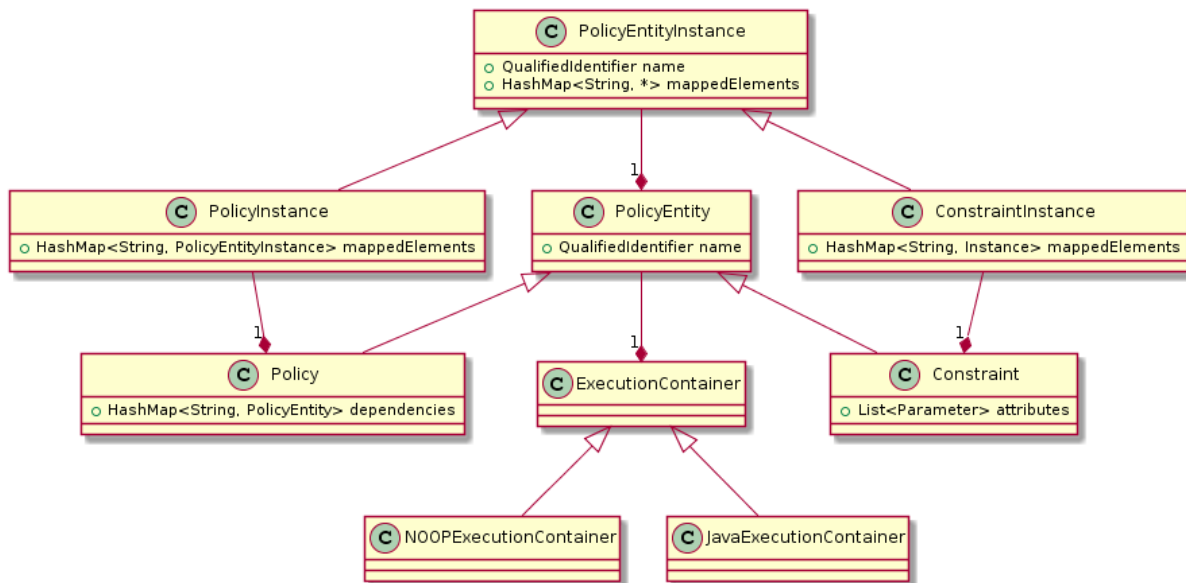 C PolicyEntityInstance
QualifiedIdentifier name
HashMap<String, *> mappedElements
1
C PolicyInstance
HashMap<String, PolicyEntityInstance> mappedElements
C PolicyEntity
QualifiedIdentifier name
C ConstraintInstance
HashMap<String, Instance> mappedElements
1
1
1
C Policy
HashMap<String, PolicyEntity> dependencies
C ExecutionContainer
C Constraint
List<Parameter> attributes
C NOOPExecutionContainer
C JavaExecutionContainer